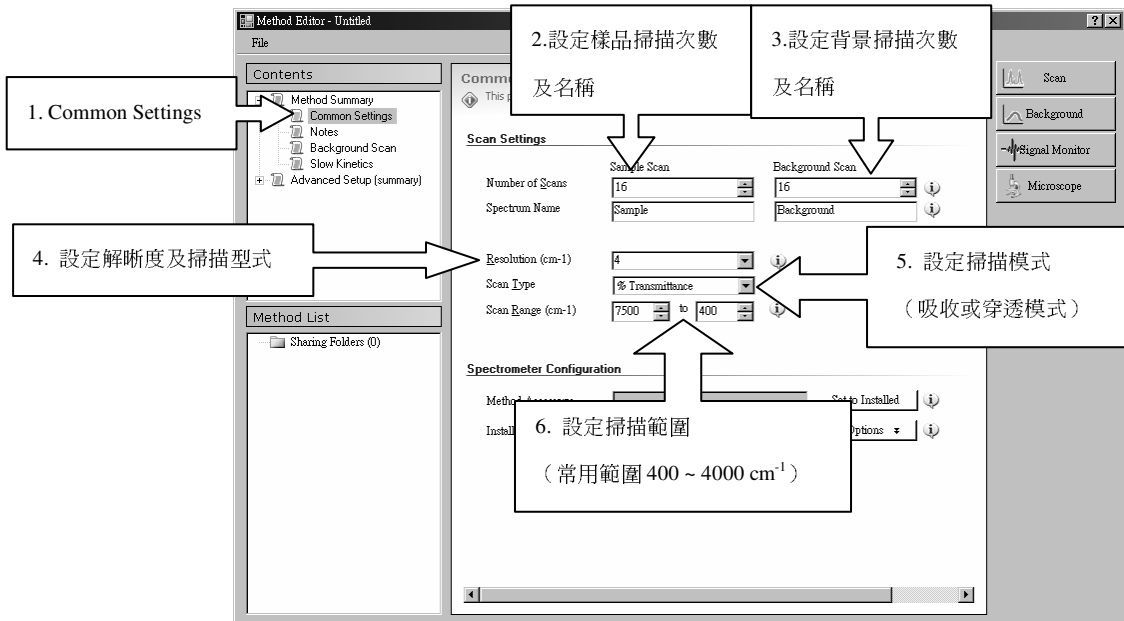 Method Editor - Untitled
File
Contents
Method Summary
Common Settings
Notes
Background Scan
Slow Kinetics
Advanced Setup (summary)
Method List
Sharing Folders (0)
1. Common Settings
2.設定樣品掃描次數
及名稱
3.設定背景掃描次數
及名稱
4. 設定解晰度及掃描型式
5. 設定掃描模式
（吸收或穿透模式）
6. 設定掃描範圍
（常用範圍 400 ~ 4000 cm-1）
This
Scan Settings
Sample Scan Background Scan
Number of Scans 16 16
Spectrum Name Sample Background
Resolution (cm-1) 4
Scan Type % Transmittance
Scan Range (cm-1) 7500 to 400
Spectrometer Configuration
Set to Installed
Options
Scan
Background
Signal Monitor
Microscope